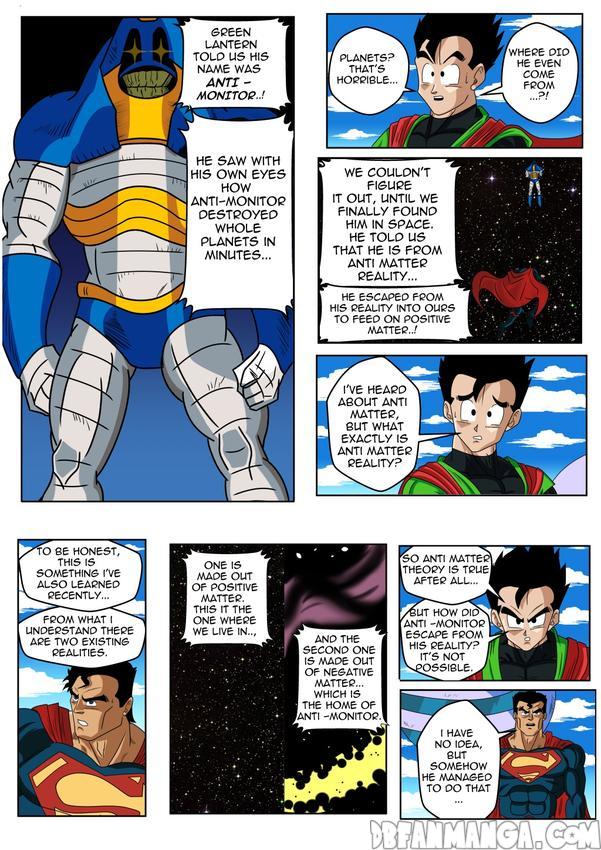 GREEN
LANTERN
TOLD US HIS
NAME WAS
ANTI -
MONITOR..!
HE SAW WITH
HIS OWN EYES
HOW
ANTI-MONITOR
DESTROYED
WHOLE
PLANETS IN
MINUTES...
PLANETS?
THAT'S
HORRIBLE...
WHERE DID
HE EVEN
COME
FROM
...?!
WE COULDN'T
FIGURE
IT OUT, UNTIL WE
FINALLY FOUND
HIM IN SPACE.
HE TOLD US
THAT HE IS FROM
ANTI MATTER
REALITY...
HE ESCAPED FROM
HIS REALITY INTO OURS
TO FEED ON POSITIVE
MATTER..!
I'VE HEARD
ABOUT ANTI
MATTER,
BUT WHAT
EXACTLY IS
ANTI MATTER
REALITY?
TO BE HONEST,
THIS IS
SOMETHING I'VE
ALSO LEARNED
RECENTLY...
FROM WHAT I
UNDERSTAND THERE
ARE TWO EXISTING
REALITIES.
ONE IS
MADE OUT
OF POSITIVE
MATTER.
THIS IT THE
ONE WHERE
WE LIVE IN..,
AND THE
SECOND ONE
IS MADE OUT
OF NEGATIVE
MATTER...
WHICH IS
THE HOME OF
ANTI -MONITOR.
SO ANTI MATTER
THEORY IS TRUE
AFTER ALL...
BUT HOW DID
ANTI -MONITOR
ESCAPE FROM
HIS REALITY?
IT'S NOT
POSSIBLE.
I HAVE
NO IDEA,
BUT
SOMEHOW
HE MANAGED
TO DO THAT
...
DBFANMANGA.COM